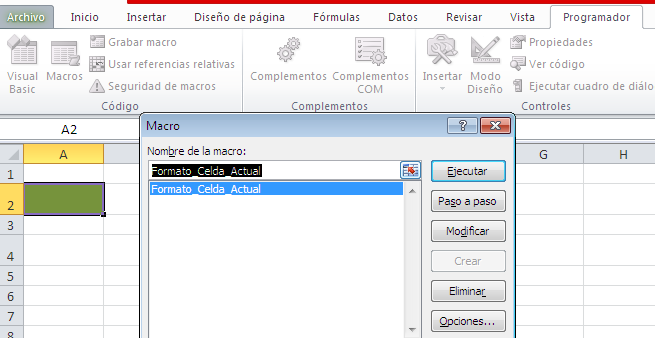 Archivo Inicio Insertar Diseño de página Fórmulas Datos Revisar Vista Programador
Visual Basic
Macros
Grabar macro
Usar referencias relativas
Seguridad de macros
Código
Complementos
Complementos COM
Complementos
Insertar
Modo Diseño
Propiedades
Ver código
Ejecutar cuadro de diálo
Controles
A2
A G H
1
2
3
4
5
6
7
8
Macro
Nombre de la macro:
Formato_Celda_Actual
Formato_Celda_Actual
Ejecutar
Paso a paso
Modificar
Crear
Eliminar
Opciones...